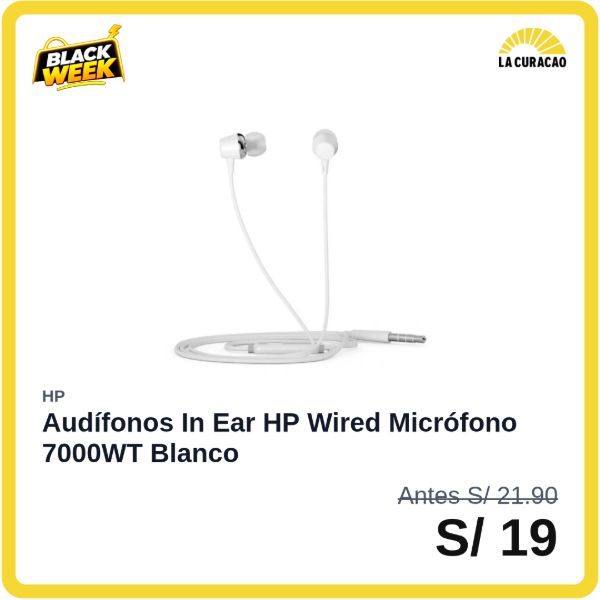 BLACK
WEEK
LA CURACAO
HP
Audífonos In Ear HP Wired Micrófono
7000WT Blanco
Antes S/ 21.90
S/ 19